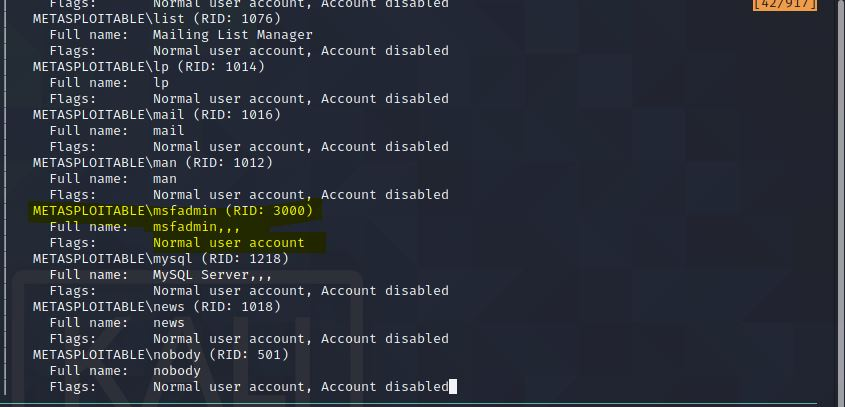 Flags: Normal user account, Account disabled
[42/917]
METASPLOITABLE\list (RID: 1076)
Full name: Mailing List Manager
Flags: Normal user account, Account disabled
METASPLOITABLE\lp (RID: 1014)
Full name: lp
Flags: Normal user account, Account disabled
METASPLOITABLE\mail (RID: 1016)
Full name: mail
Flags: Normal user account, Account disabled
METASPLOITABLE\man (RID: 1012)
Full name: man
Flags: Normal user account, Account disabled
METASPLOITABLE\msfadmin (RID: 3000)
Full name: msfadmin,,,
Flags: Normal user account
METASPLOITABLE\mysql (RID: 1218)
Full name: MySQL Server,,,
Flags: Normal user account, Account disabled
METASPLOITABLE\news (RID: 1018)
Full name: news
Flags: Normal user account, Account disabled
METASPLOITABLE\nobody (RID: 501)
Full name: nobody
Flags: Normal user account, Account disabled
KALI